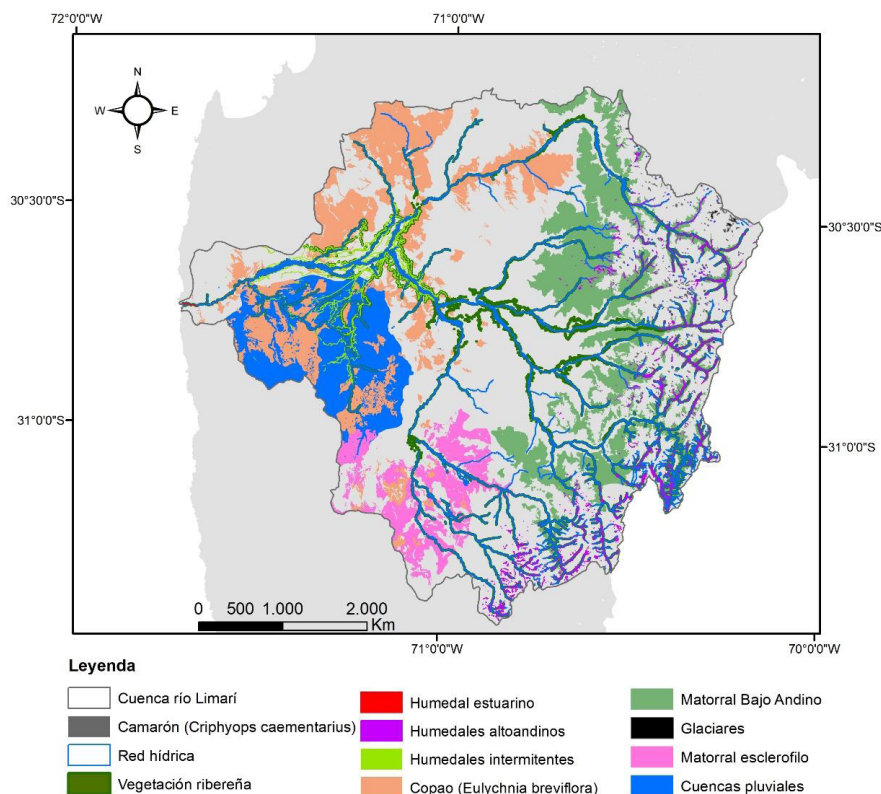 72°0'0"W 71°0'0"W
N
W E
S
30°30'0"S 30°30'0"S
31°0'0"S 31°0'0"S
0 500 1.000 2.000
Km
71°0'0"W 70°0'0"W
Leyenda
Cuenca río Limarí
Camarón (Criphyops caementarius)
Red hídrica
Vegetación ribereña
Humedal estuarino
Humedales altoandinos
Humedales intermitentes
Copao (Eulychnia breviflora)
Matorral Bajo Andino
Glaciares
Matorral esclerofilo
Cuencas pluviales